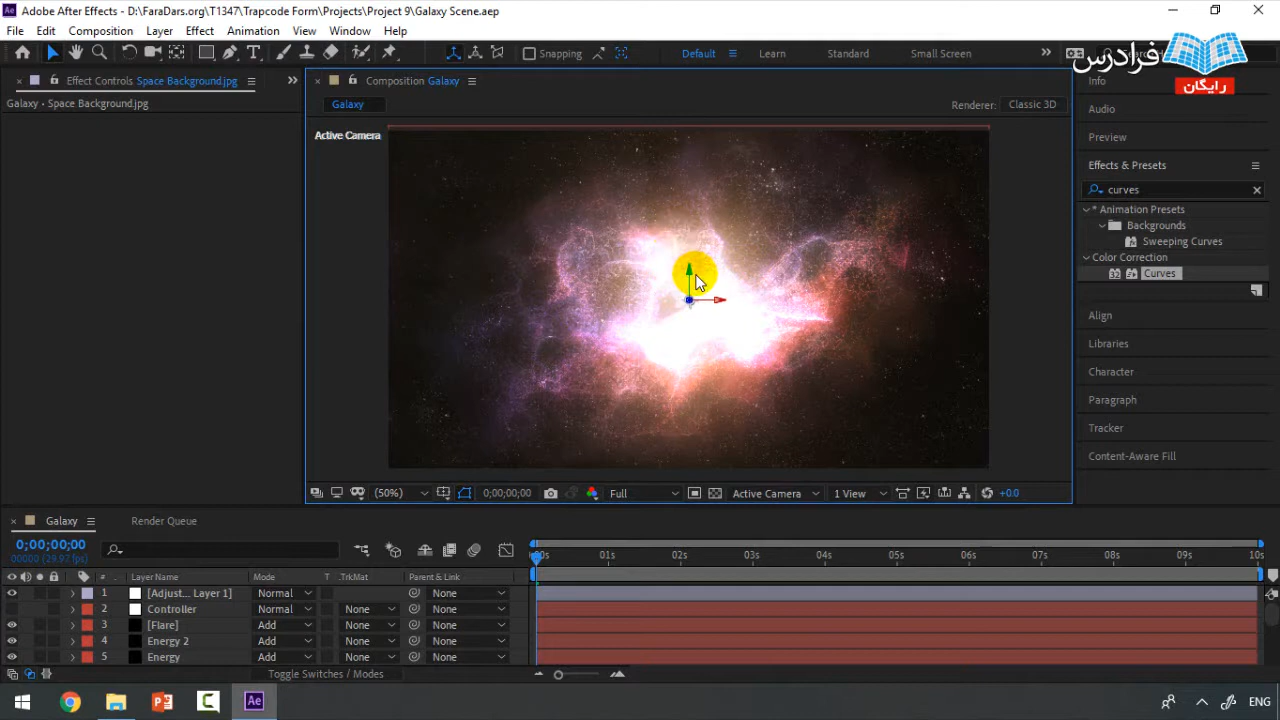 Adobe After Effects - D:\FaraDars.org\T1347\Trapcode Form\Projects\Project 9\Galaxy Scene.aep
File Edit Composition Layer Effect Animation View Window Help
Snapping Default Learn Standard Small Screen
فرادرس
رایگان
Effect Controls Space Background.jpg
Composition Galaxy
Info
Galaxy • Space Background.jpg
Galaxy
Renderer: Classic 3D
Audio
Active Camera
Preview
Effects & Presets
curves
* Animation Presets
Backgrounds
Sweeping Curves
Color Correction
Curves
Align
Libraries
Character
Paragraph
Tracker
Content-Aware Fill
(50%) 0;00;00;00 Full Active Camera 1 View +0.0
Galaxy Render Queue
0;00;00;00
00000 (29.97 fps)
:00s 01s 02s 03s 04s 05s 06s 07s 08s 09s 10s
# Layer Name Mode T .TrkMat Parent & Link
1 [Adjust... Layer 1] Normal None
2 Controller Normal None None
3 [Flare] Add None None
4 Energy 2 Add None None
5 Energy Add None None
Toggle Switches / Modes
Ae ENG